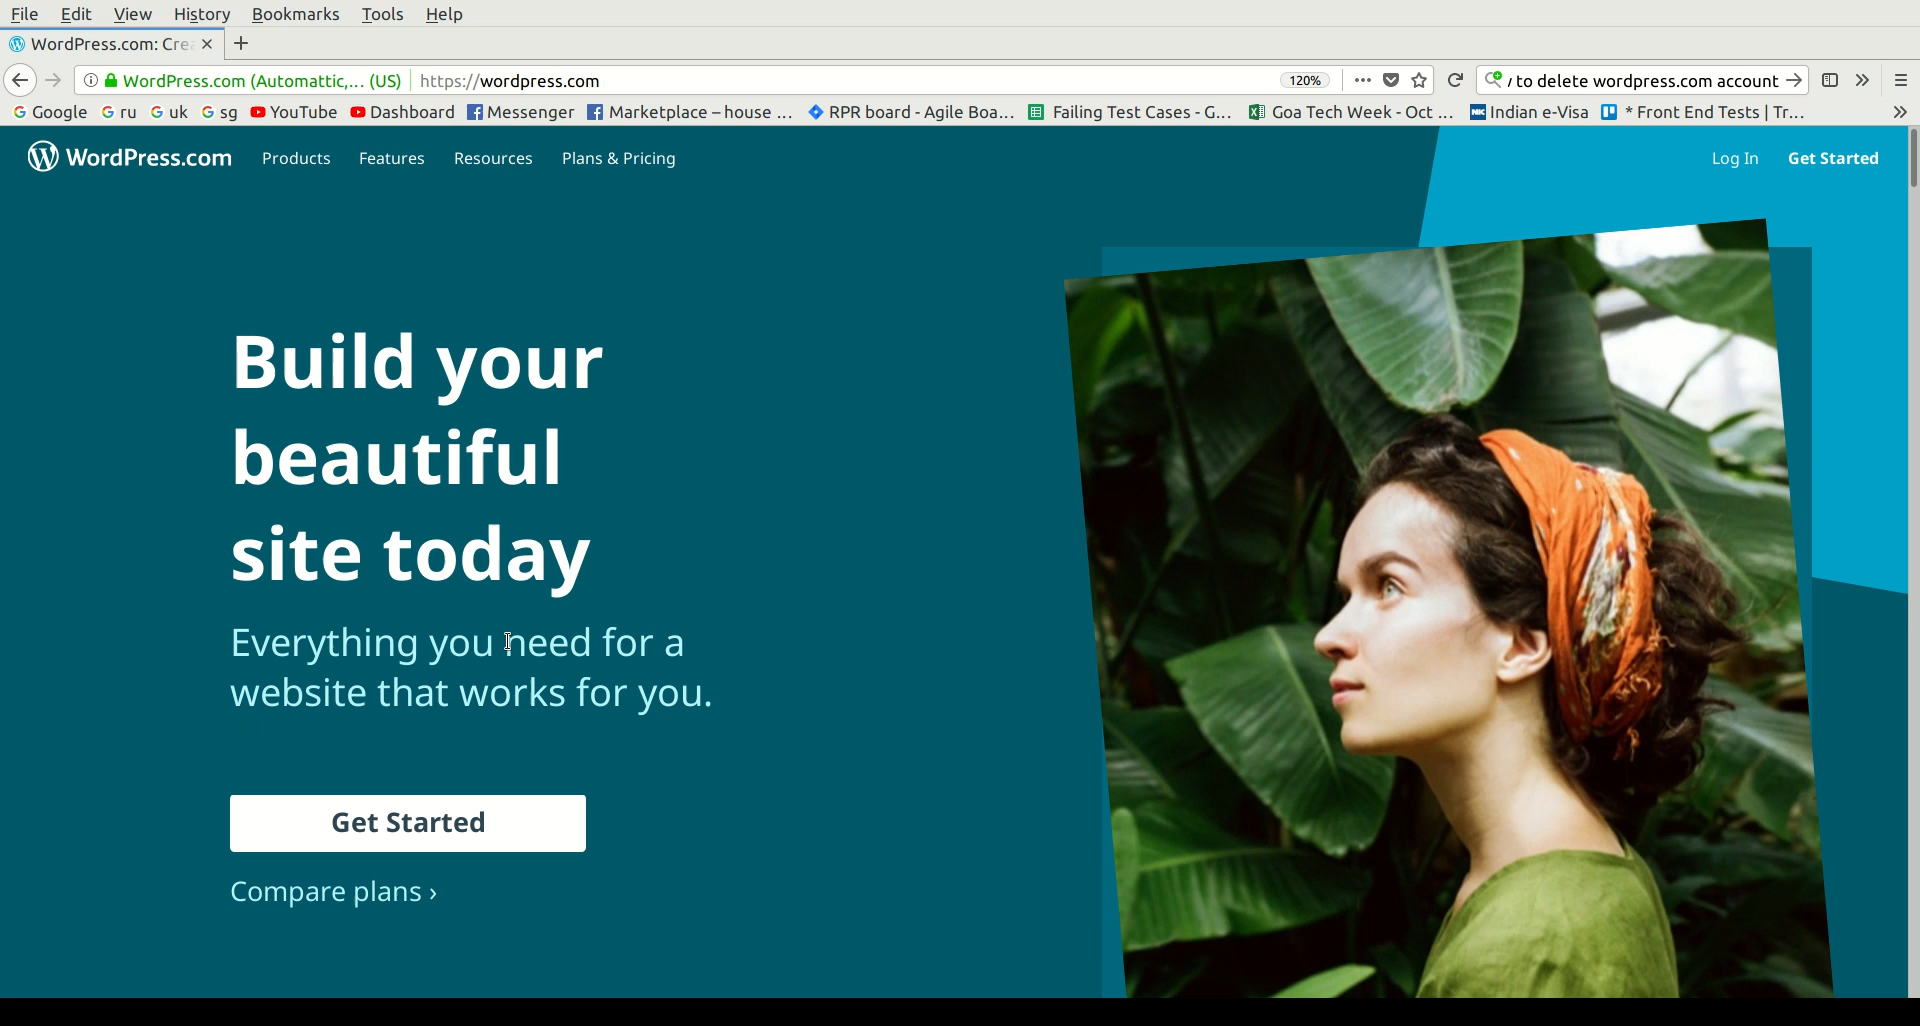 File Edit View History Bookmarks Tools Help
WordPress.com: Crea
WordPress.com (Automattic,... (US) https://wordpress.com 120% to delete wordpress.com account
Google ru uk sg YouTube Dashboard Messenger Marketplace – house ... RPR board - Agile Boa... Failing Test Cases - G... Goa Tech Week - Oct ... Indian e-Visa * Front End Tests | Tr...
WordPress.com Products Features Resources Plans & Pricing Log In Get Started
Build your
beautiful
site today
Everything you need for a
website that works for you.
Get Started
Compare plans ›